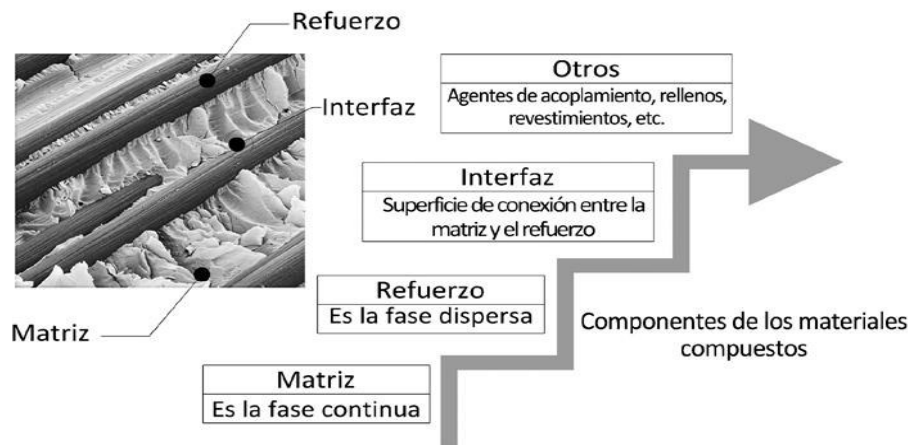 Refuerzo
Interfaz
Matriz
Otros
Agentes de acoplamiento, rellenos,
revestimientos, etc.
Interfaz
Superficie de conexión entre la
matriz y el refuerzo
Refuerzo
Es la fase dispersa
Matriz
Es la fase continua
Componentes de los materiales
compuestos